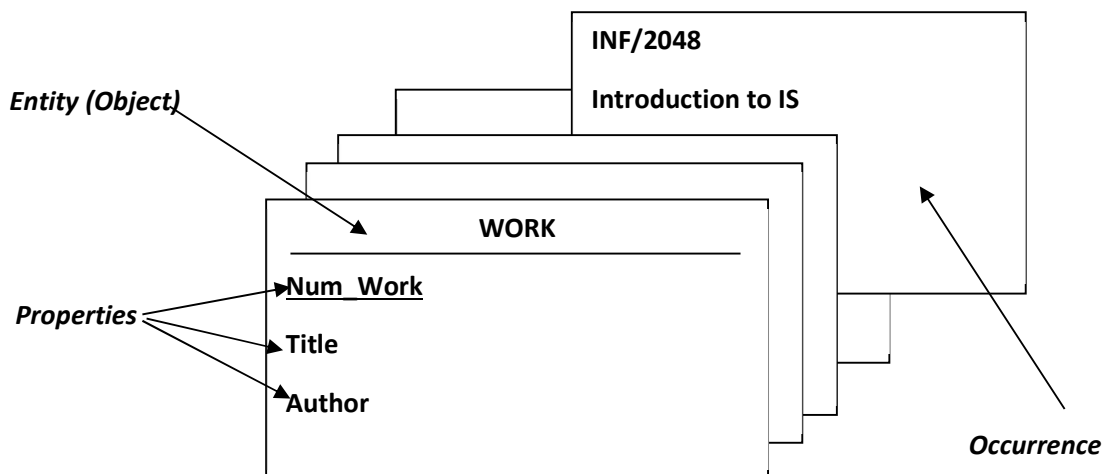 INF/2048
Introduction to IS
Entity (Object)
WORK
Num_Work
Properties
Title
Author
Occurrence